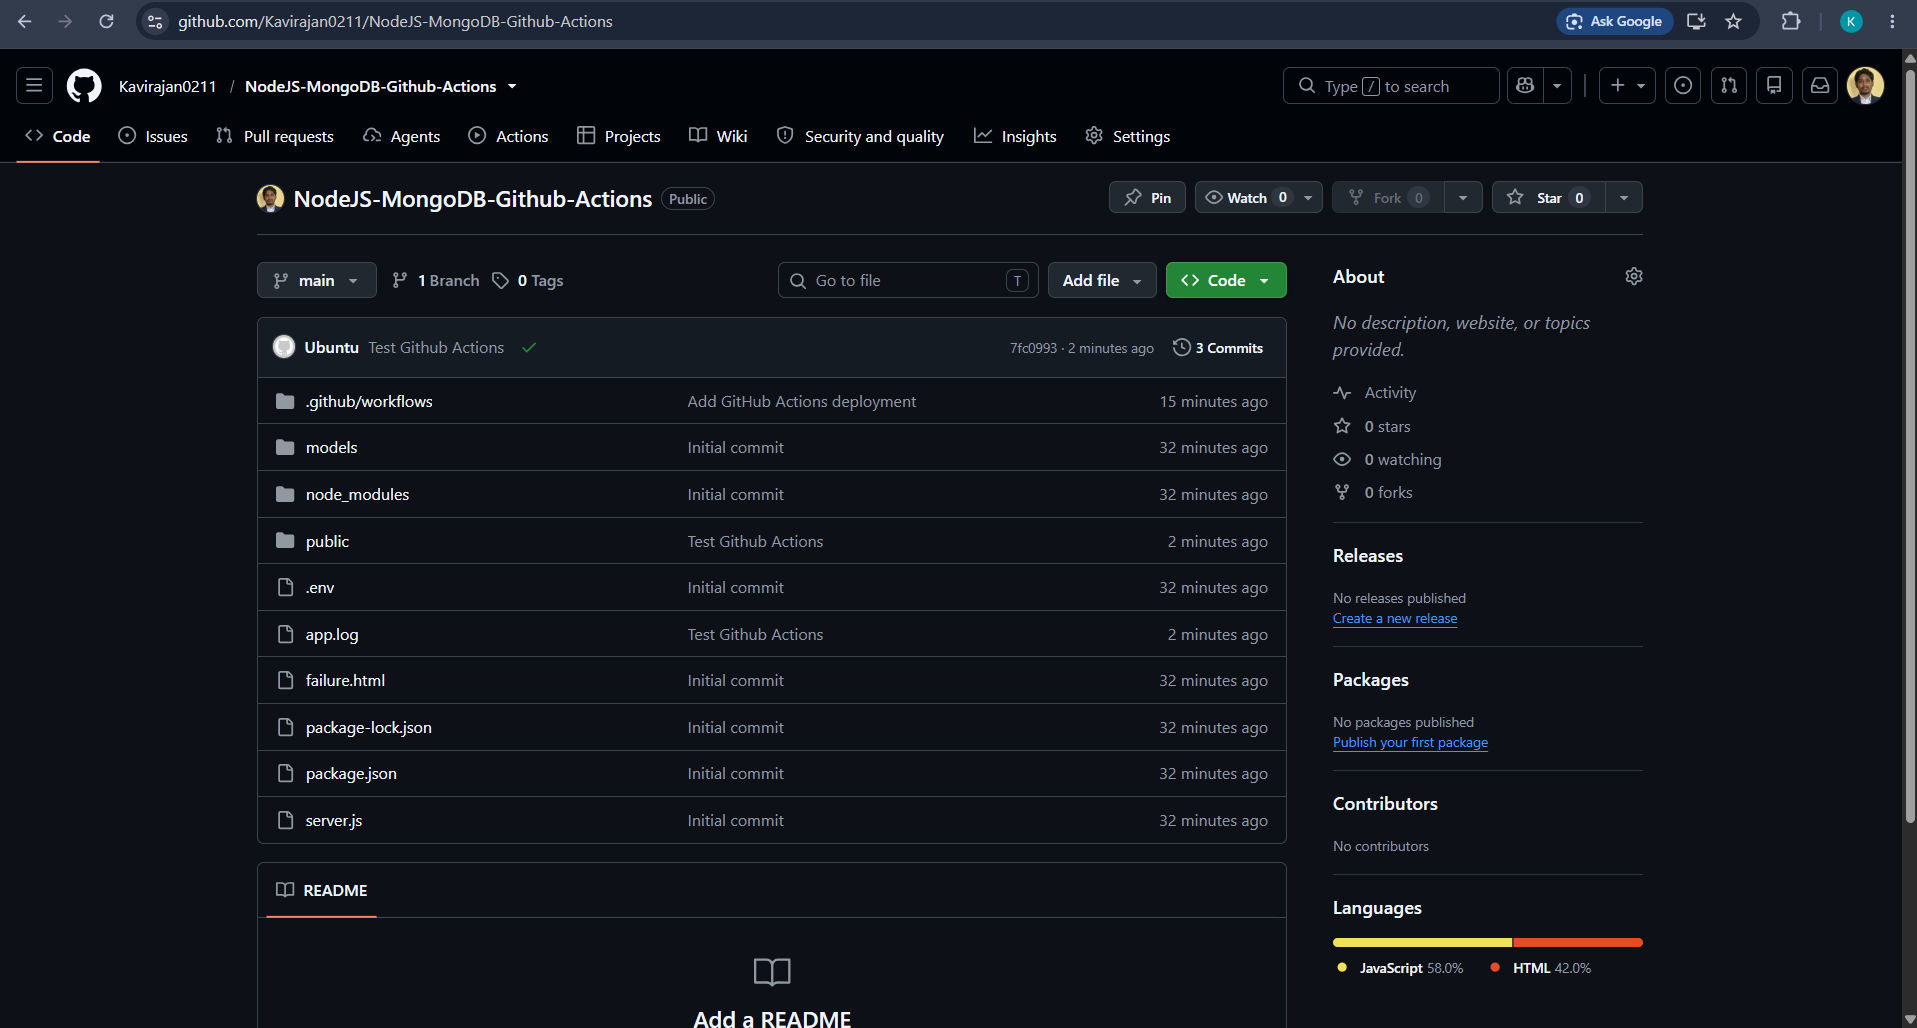 github.com/Kavirajan0211/NodeJS-MongoDB-Github-Actions
Ask Google
K
Kavirajan0211 / NodeJS-MongoDB-Github-Actions
Type / to search
Code
Issues
Pull requests
Agents
Actions
Projects
Wiki
Security and quality
Insights
Settings
NodeJS-MongoDB-Github-Actions Public
Pin
Watch 0
Fork 0
Star 0
main
1 Branch
0 Tags
Go to file T
Add file
Code
Ubuntu Test Github Actions
7fc0993 · 2 minutes ago
3 Commits
.github/workflows Add GitHub Actions deployment 15 minutes ago
models Initial commit 32 minutes ago
node_modules Initial commit 32 minutes ago
public Test Github Actions 2 minutes ago
.env Initial commit 32 minutes ago
app.log Test Github Actions 2 minutes ago
failure.html Initial commit 32 minutes ago
package-lock.json Initial commit 32 minutes ago
package.json Initial commit 32 minutes ago
server.js Initial commit 32 minutes ago
README
Add a README
About
No description, website, or topics
provided.
Activity
0 stars
0 watching
0 forks
Releases
No releases published
Create a new release
Packages
No packages published
Publish your first package
Contributors
No contributors
Languages
JavaScript 58.0%
HTML 42.0%